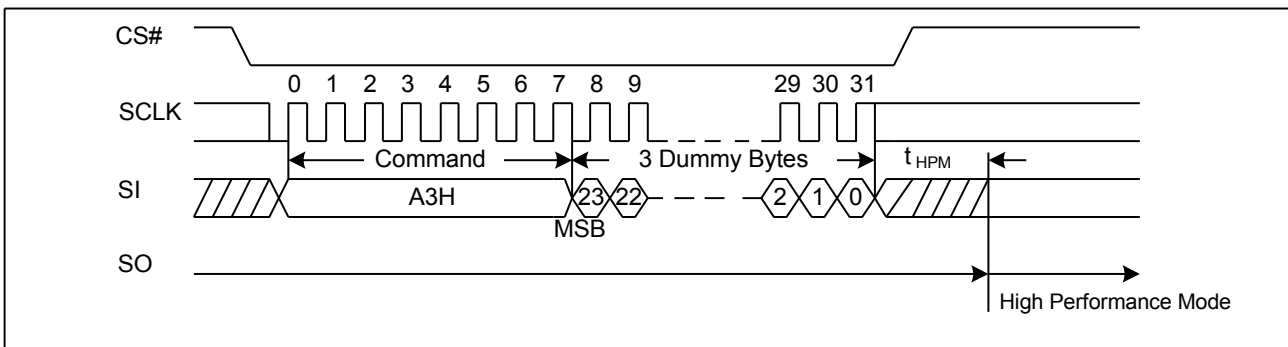 CS#
0 1 2 3 4 5 6 7 8 9 29 30 31
SCLK
Command 3 Dummy Bytes t HPM
SI A3H 23 22 2 1 0
MSB
SO
High Performance Mode